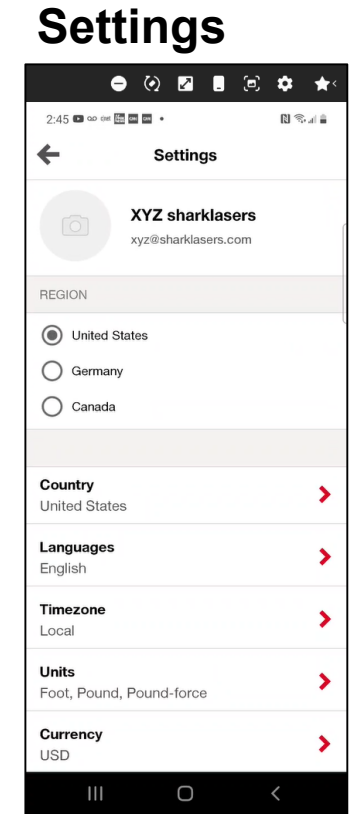 Settings
2:45
Settings
XYZ sharklasers
xyz@sharklasers.com
REGION
United States
Germany
Canada
Country
United States
Languages
English
Timezone
Local
Units
Foot, Pound, Pound-force
Currency
USD